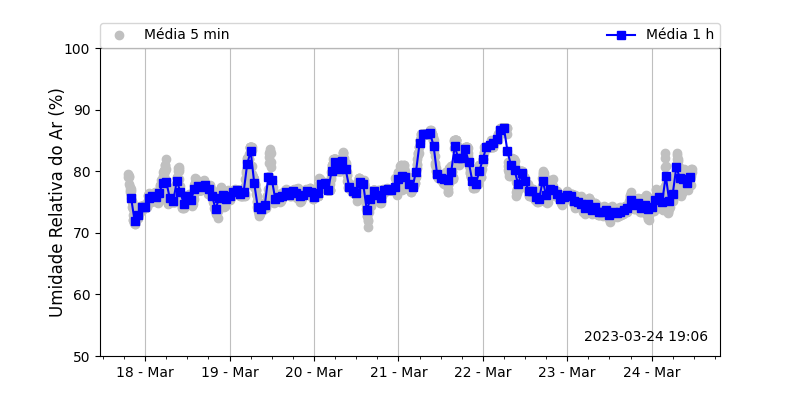 Média 5 min
Média 1 h
Umidade Relativa do Ar (%)
100
90
80
70
60
50
2023-03-24 19:06
18 - Mar
19 - Mar
20 - Mar
21 - Mar
22 - Mar
23 - Mar
24 - Mar